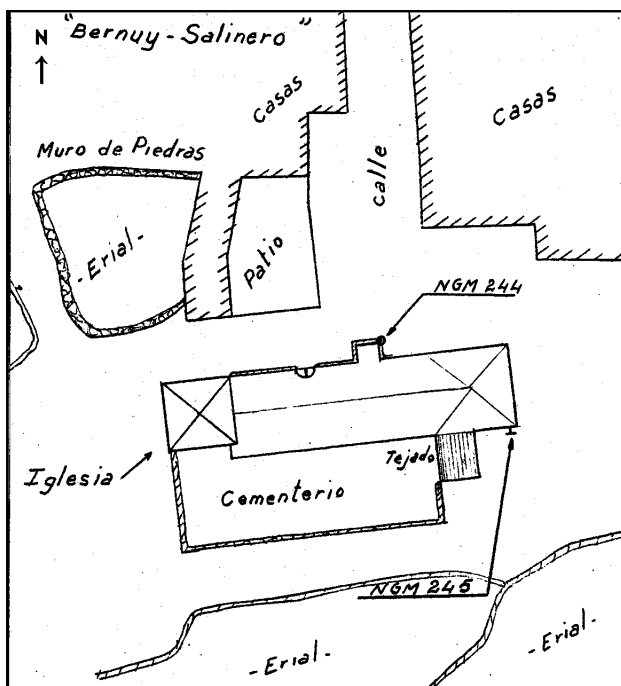 "Bernuy-Salinero"
N
Casas
Casas
Muro de Piedras
calle
-Erial-
Patio
NGM 244
Iglesia
Tejado
Cementerio
NGM 245
-Erial-
-Erial-